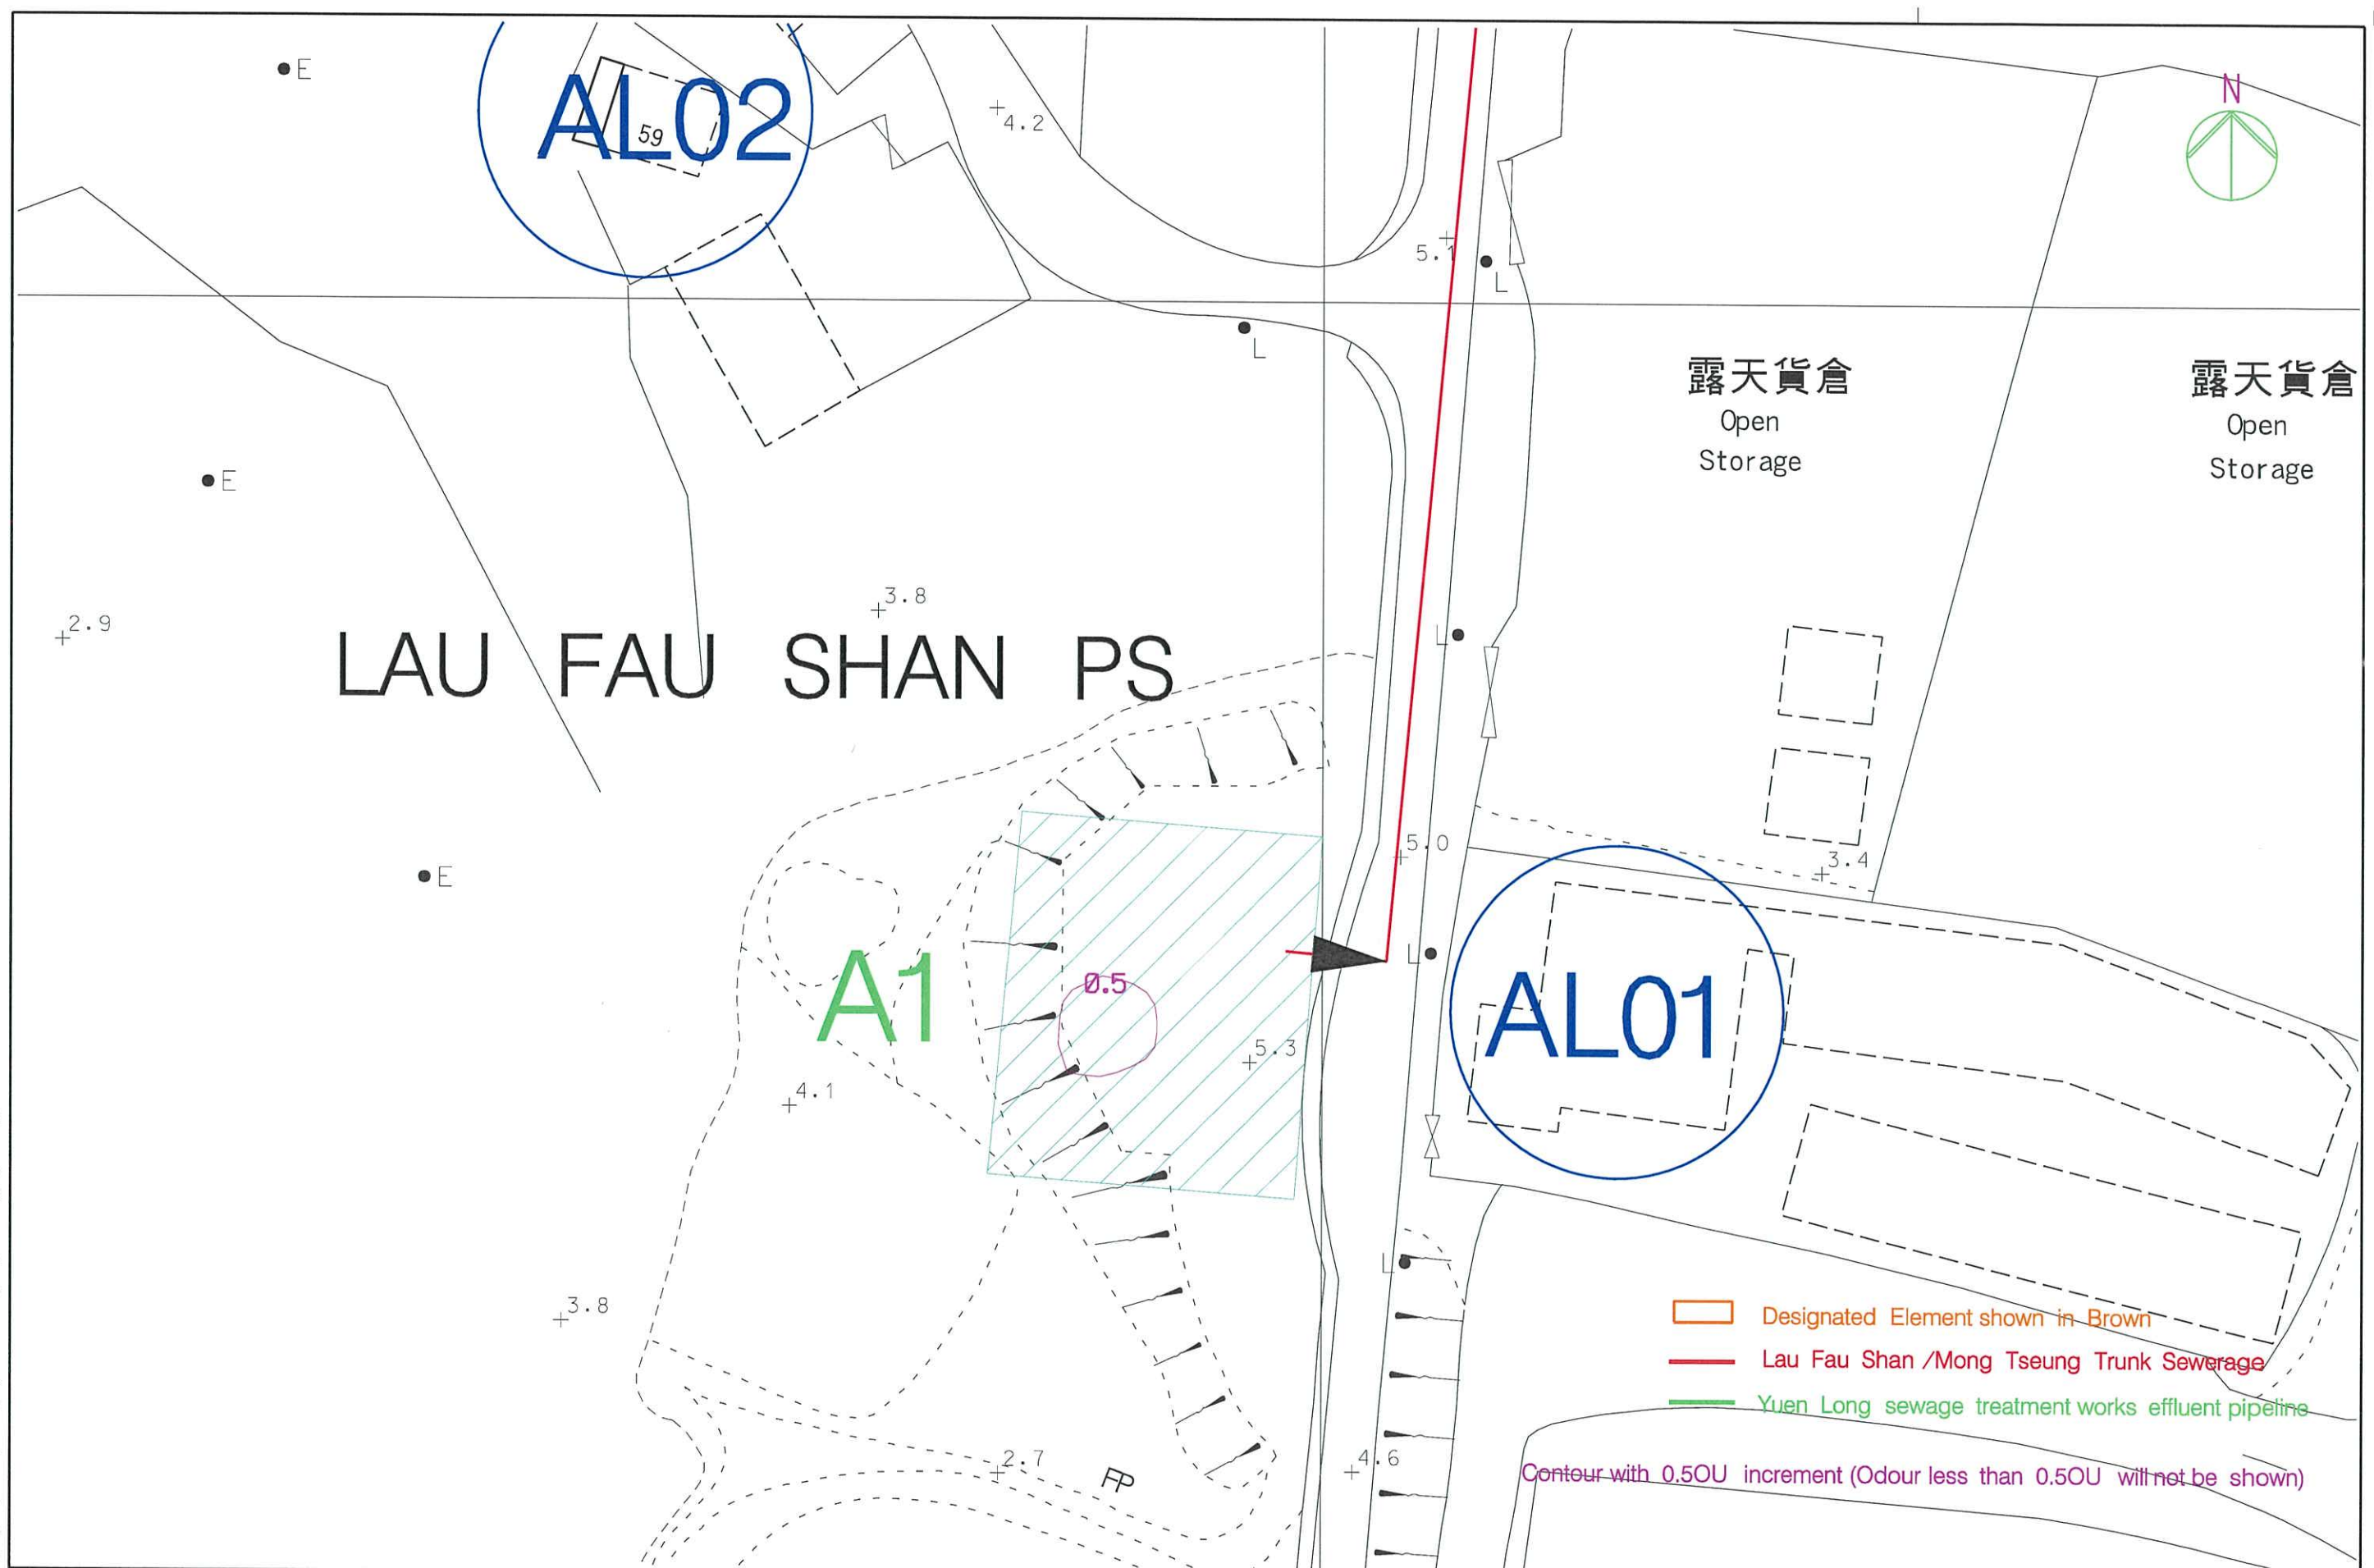 E
AL02
59
4.2
N
5.1
L
L
露天貨倉
Open
Storage
露天貨倉
Open
Storage
E
3.8
2.9
LAU FAU SHAN PS
L
5.0
3.4
E
L
A1
0.5
AL01
5.3
4.1
L
3.8
Designated Element shown in Brown
Lau Fau Shan /Mong Tseung Trunk Sewerage
Yuen Long sewage treatment works effluent pipeline
2.7
FP
4.6
Contour with 0.5OU increment (Odour less than 0.5OU will not be shown)